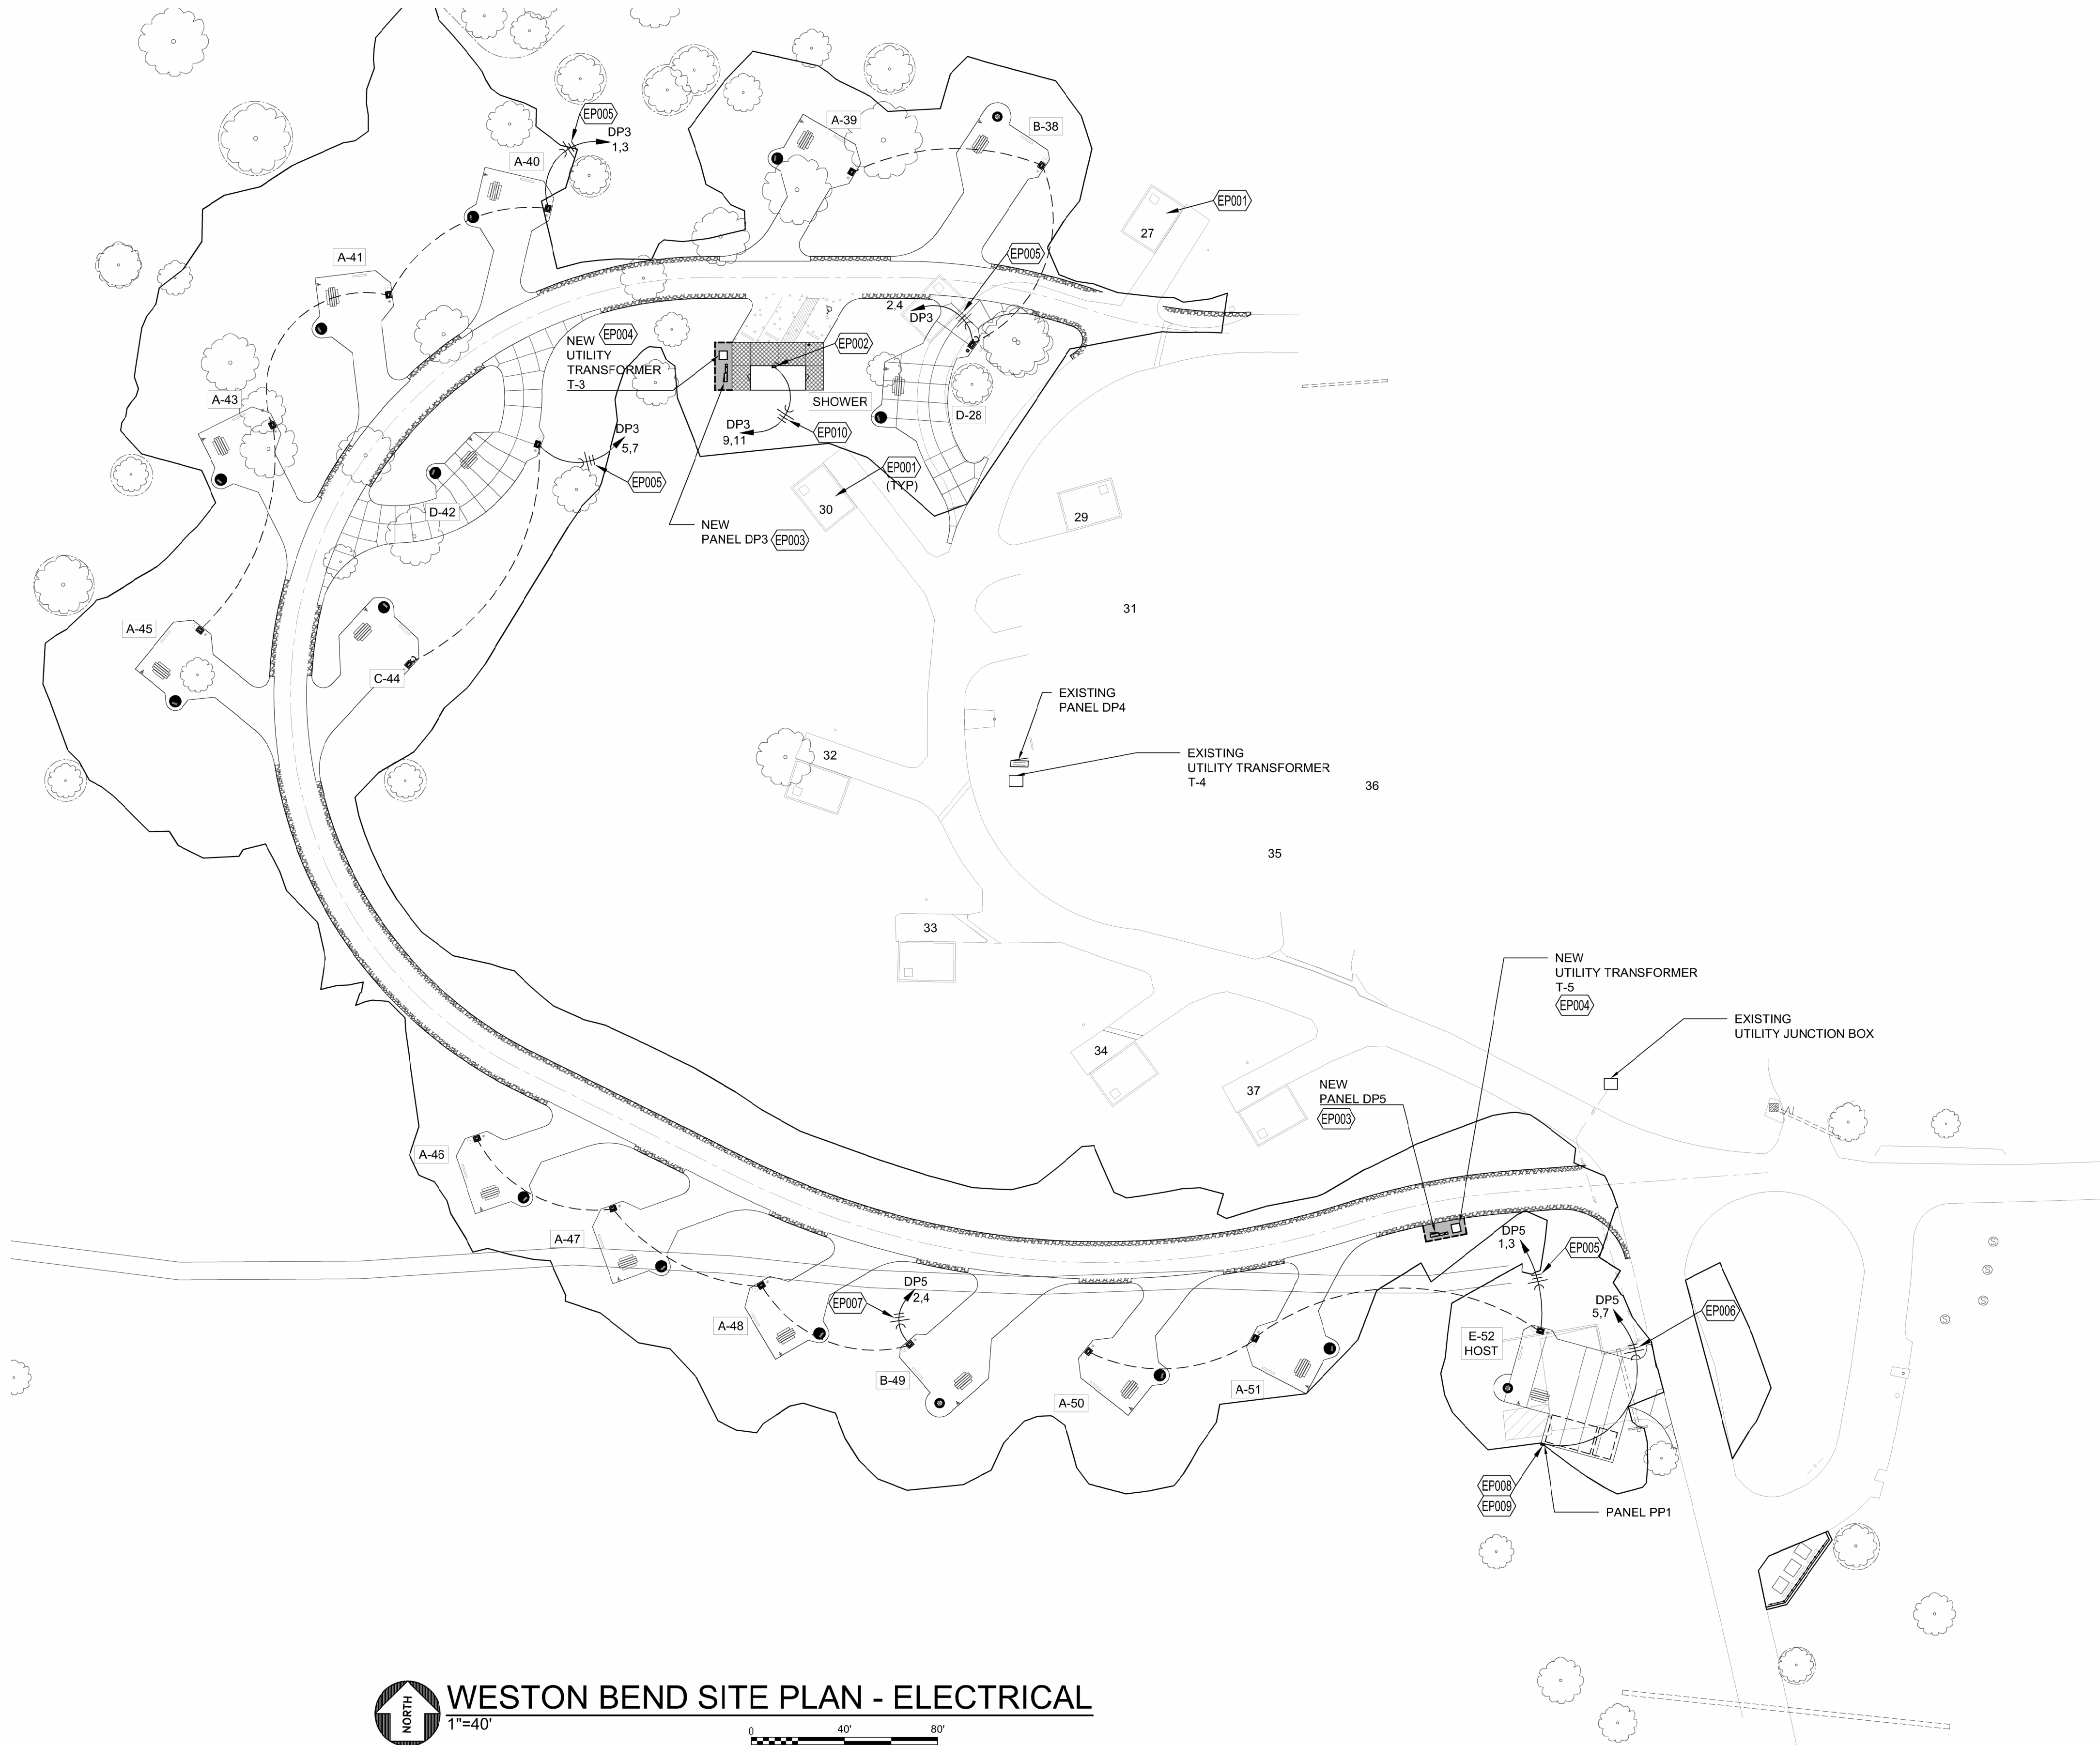 EP005
DP3
1,3
A-40
A-39
B-38
EP001
27
A-41
EP005
2,4
DP3
EP004
NEW
UTILITY
TRANSFORMER
T-3
EP002
SHOWER
D-28
A-43
DP3
9,11
EP010
DP3
5,7
EP005
EP001
(TYP)
30
29
D-42
NEW
PANEL DP3 EP003
31
A-45
C-44
EXISTING
PANEL DP4
EXISTING
UTILITY TRANSFORMER
T-4
32
36
35
33
NEW
UTILITY TRANSFORMER
T-5
EP004
EXISTING
UTILITY JUNCTION BOX
34
37
NEW
PANEL DP5
EP003
AI
A-46
A-47
DP5
1,3
EP005
S
S
S
S
DP5
2,4
EP007
DP5
5,7
EP006
A-48
E-52
HOST
B-49
A-50
A-51
EP008
EP009
PANEL PP1
NORTH
WESTON BEND SITE PLAN - ELECTRICAL
1"=40'
0 40' 80'